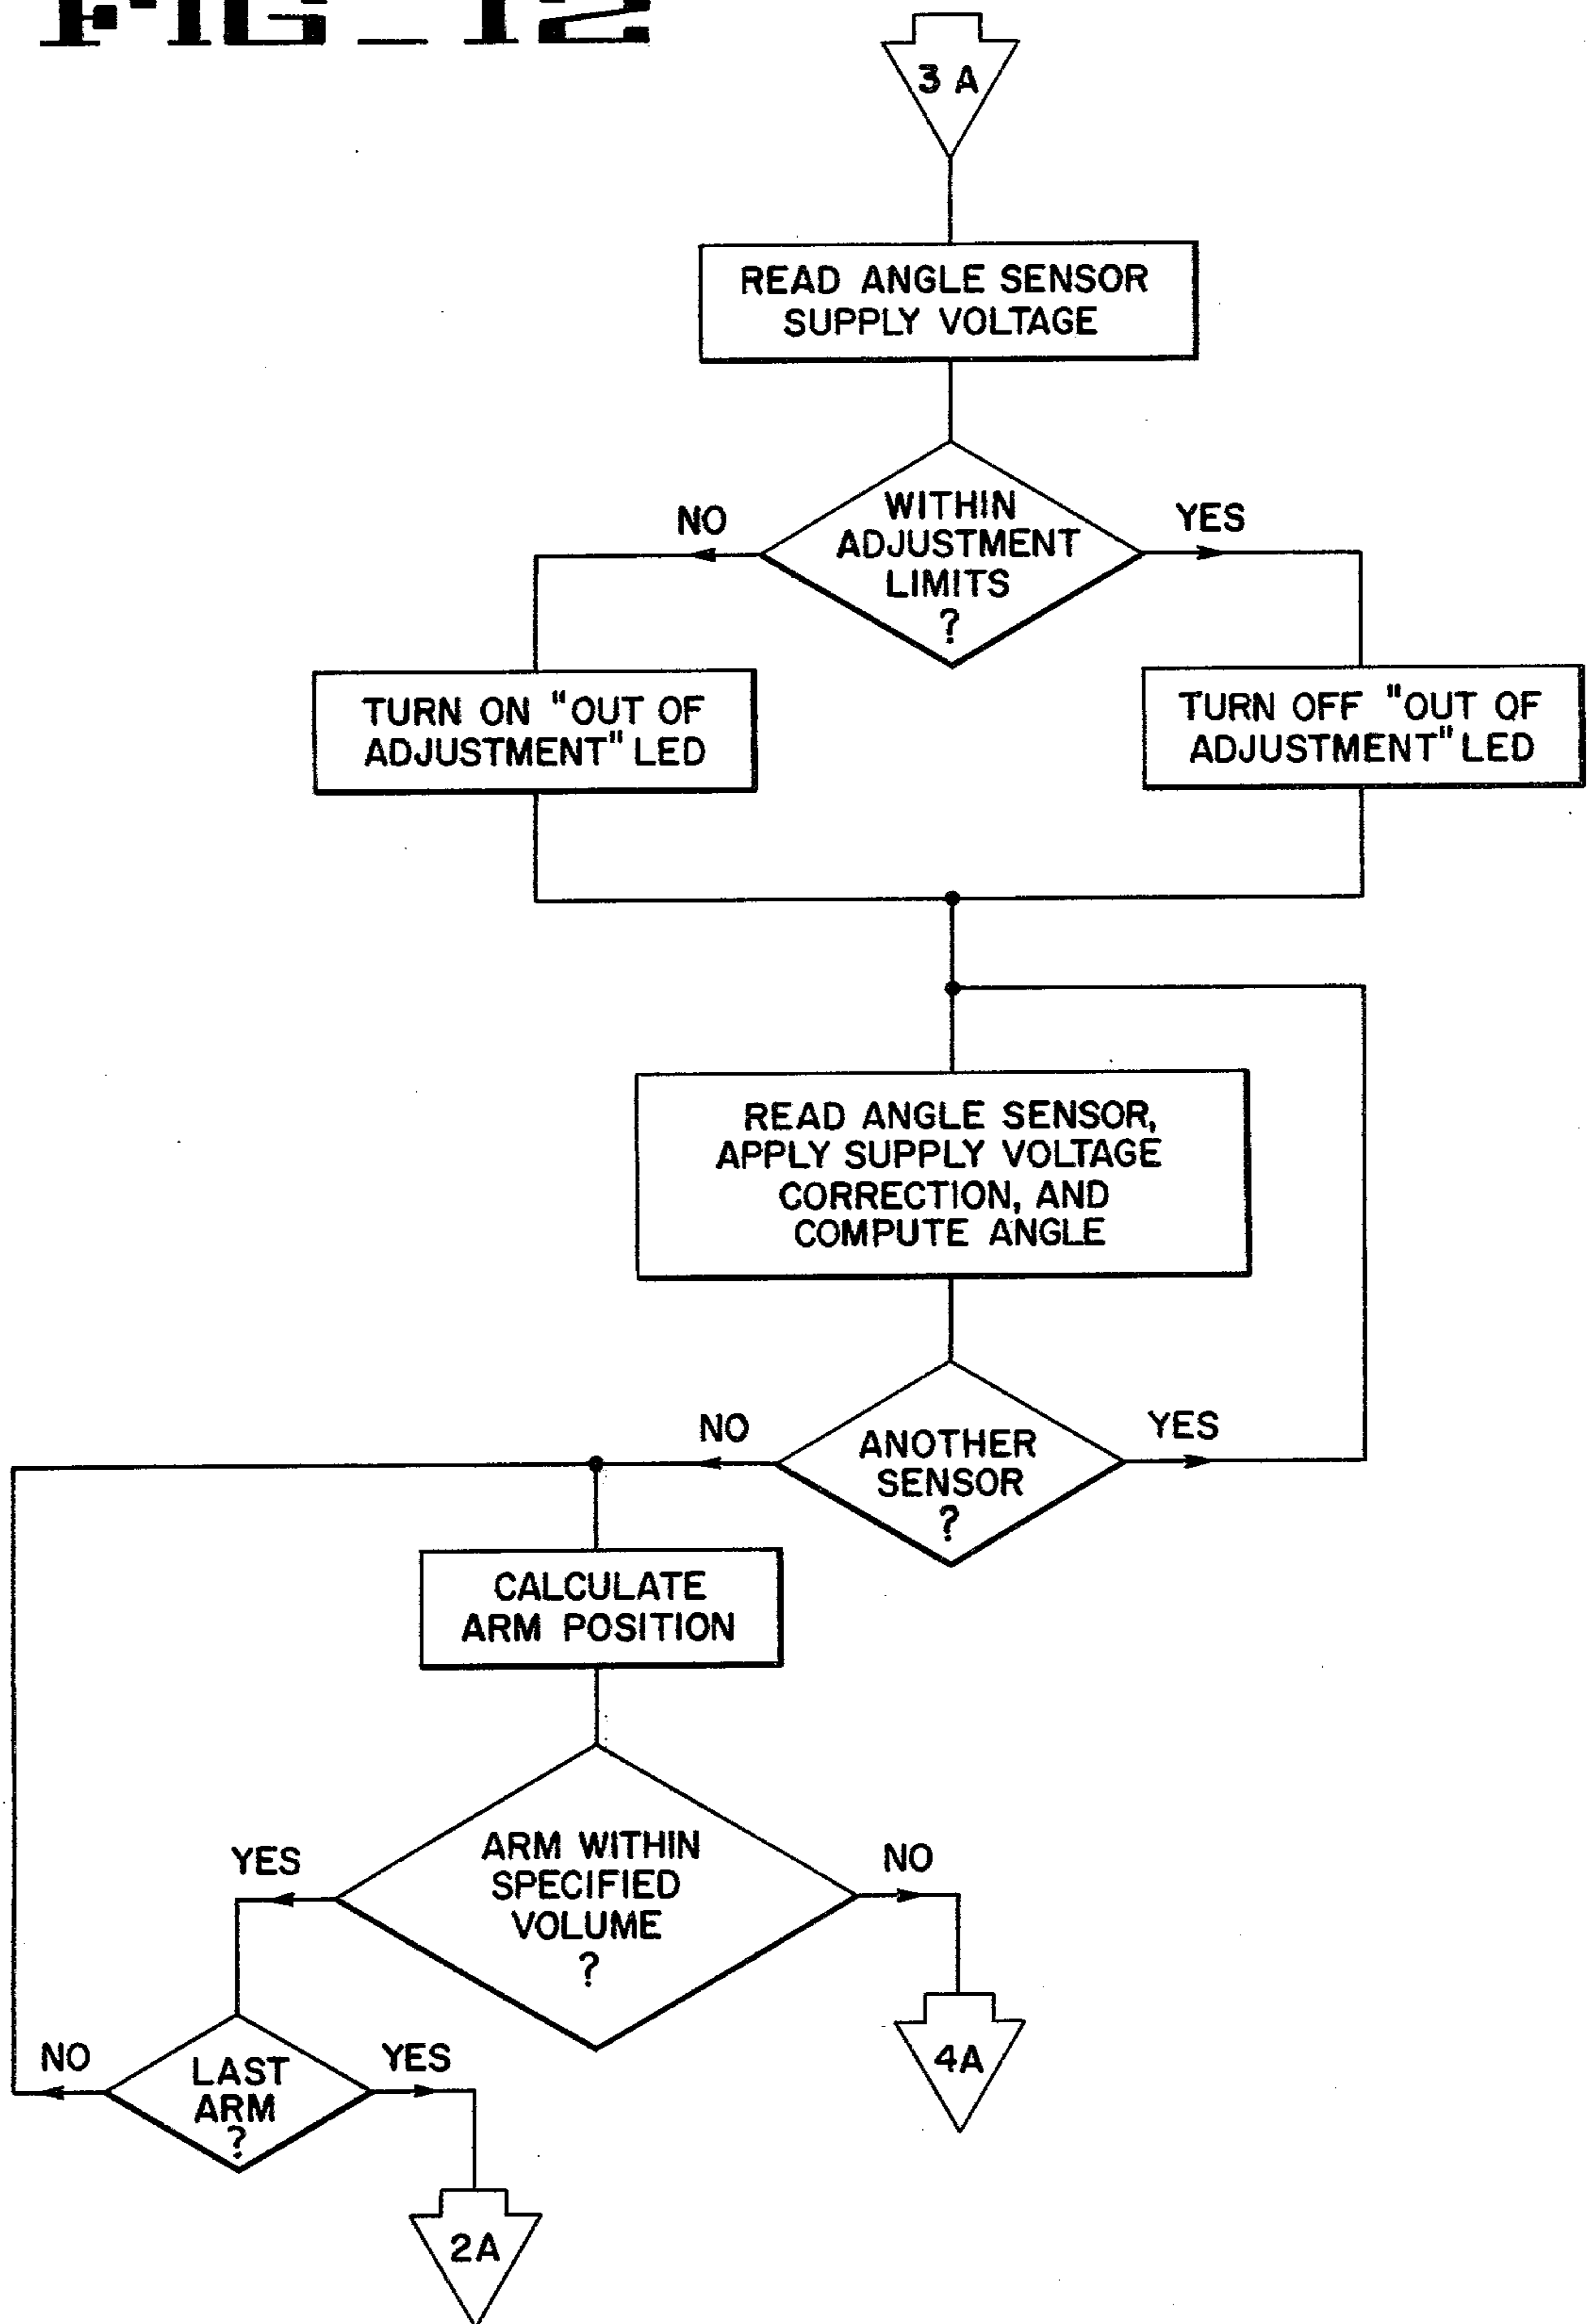 FIG_12
3 A
READ ANGLE SENSOR
SUPPLY VOLTAGE
NO
WITHIN
ADJUSTMENT
LIMITS
?
YES
TURN ON "OUT OF
ADJUSTMENT" LED
TURN OFF "OUT OF
ADJUSTMENT" LED
READ ANGLE SENSOR,
APPLY SUPPLY VOLTAGE
CORRECTION, AND
COMPUTE ANGLE
NO
ANOTHER
SENSOR
?
YES
CALCULATE
ARM POSITION
YES
ARM WITHIN
SPECIFIED
VOLUME
?
NO
NO
LAST
ARM
?
YES
4A
2A